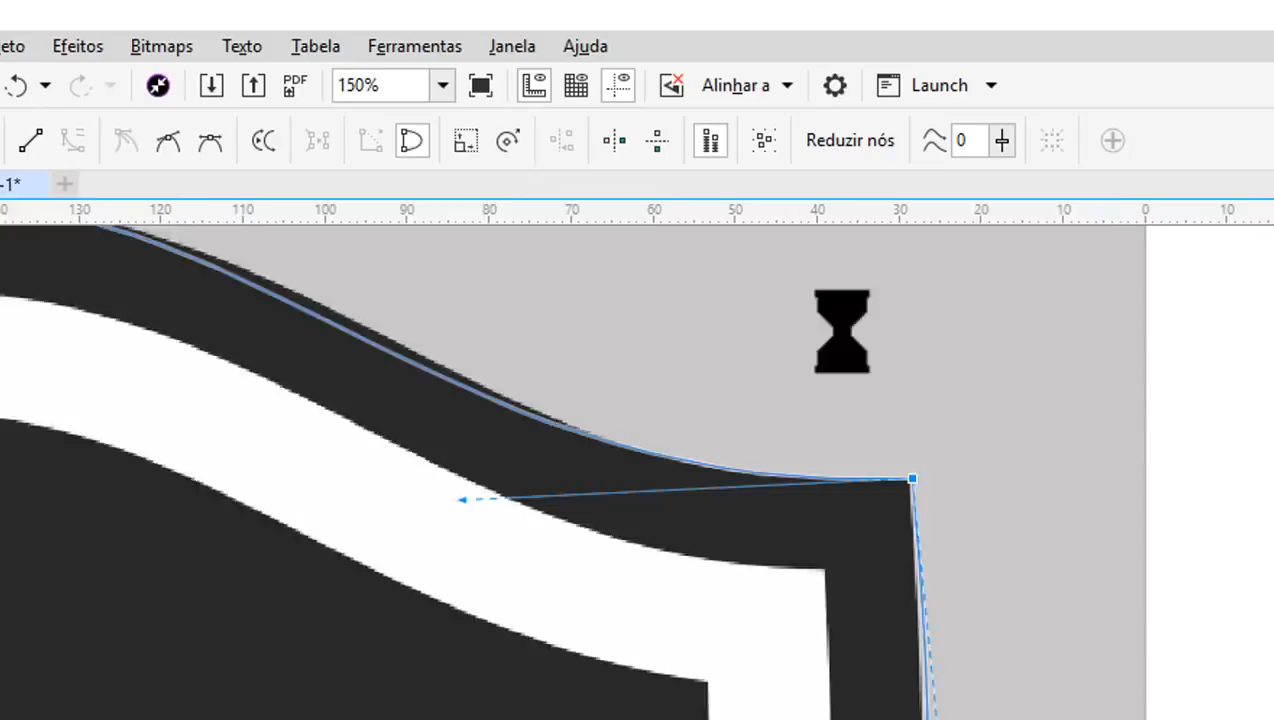 eto Efeitos Bitmaps Texto Tabela Ferramentas Janela Ajuda
PDF 150% Alinhar a Launch
Reduzir nós 0
-1*
0 130 120 110 100 90 80 70 60 50 40 30 20 10 0 10